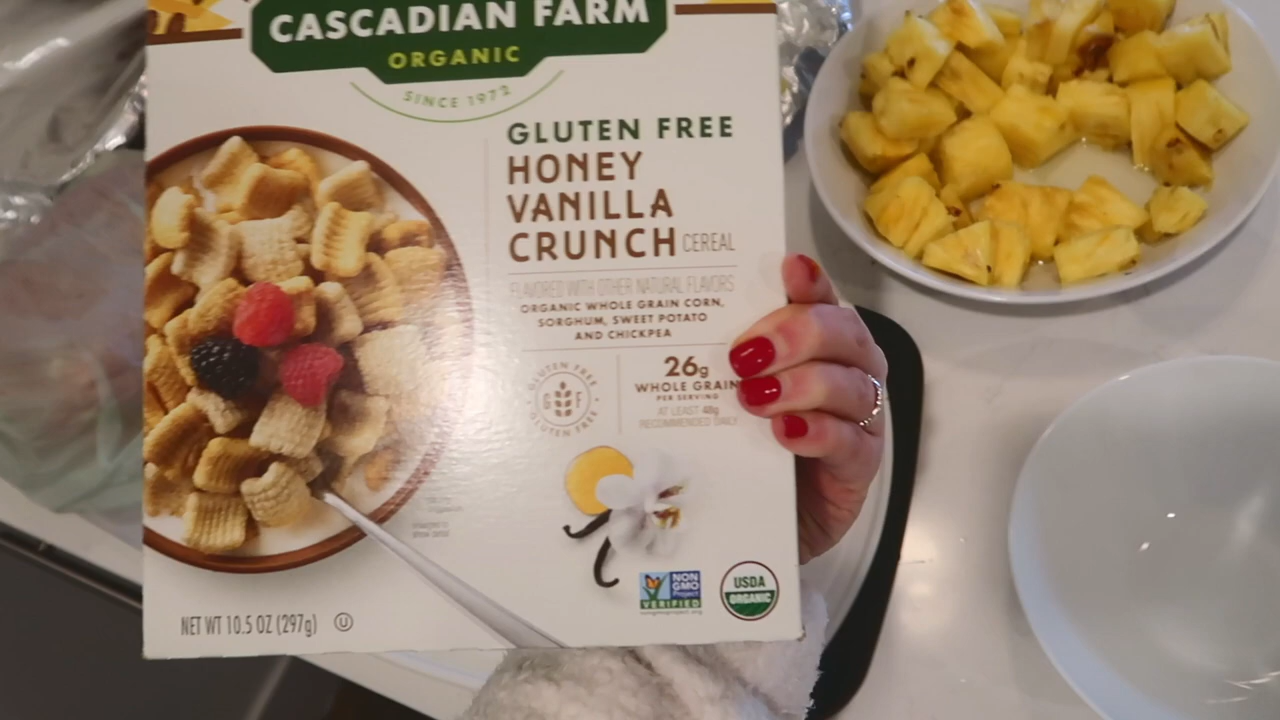 CASCADIAN FARM
ORGANIC
SINCE 1972
GLUTEN FREE
HONEY
VANILLA
CRUNCH CEREAL
FLAVORED WITH OTHER NATURAL FLAVORS
ORGANIC WHOLE GRAIN CORN,
SORGHUM, SWEET POTATO
AND CHICKPEA
GLUTEN FREE
GF
GLUTEN FREE
26g
WHOLE GRAIN
PER SERVING
AT LEAST 48g
RECOMMENDED DAILY
NON
GMO
Project
VERIFIED
nongmoproject.org
USDA
ORGANIC
NET WT 10.5 OZ (297g) U